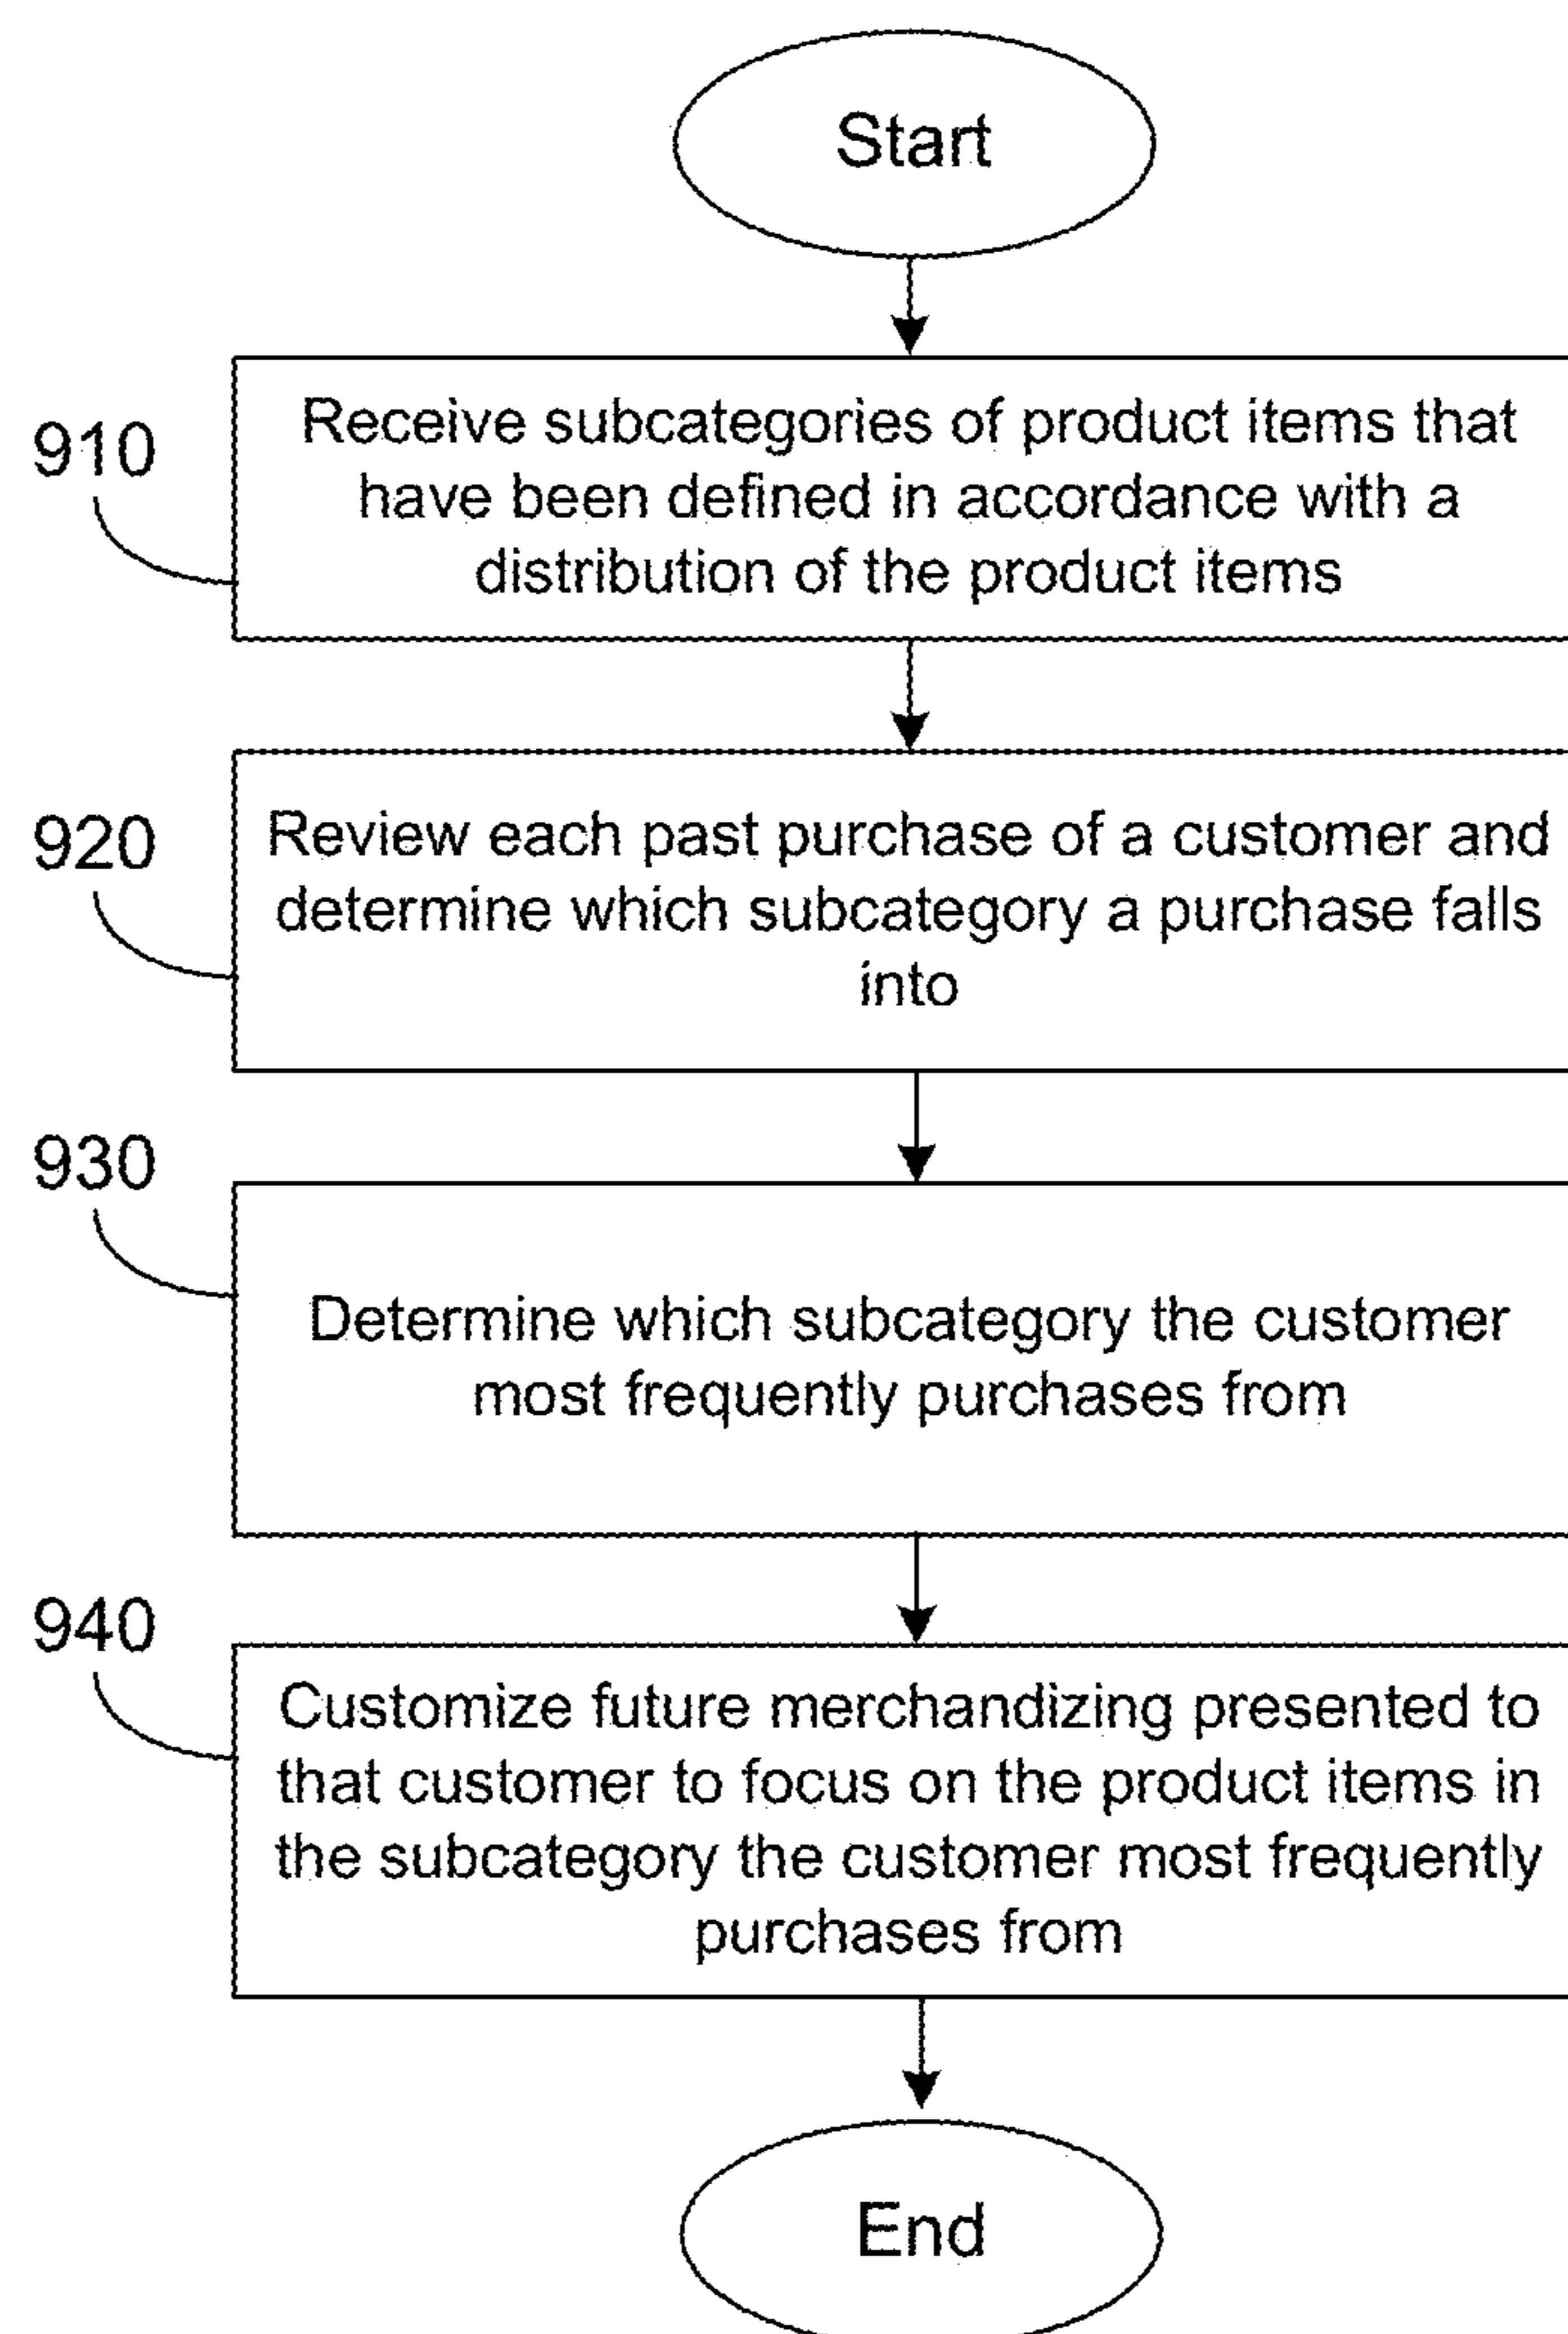 Start
910
Receive subcategories of product items that
have been defined in accordance with a
distribution of the product items
920
Review each past purchase of a customer and
determine which subcategory a purchase falls
into
930
Determine which subcategory the customer
most frequently purchases from
940
Customize future merchandizing presented to
that customer to focus on the product items in
the subcategory the customer most frequently
purchases from
End